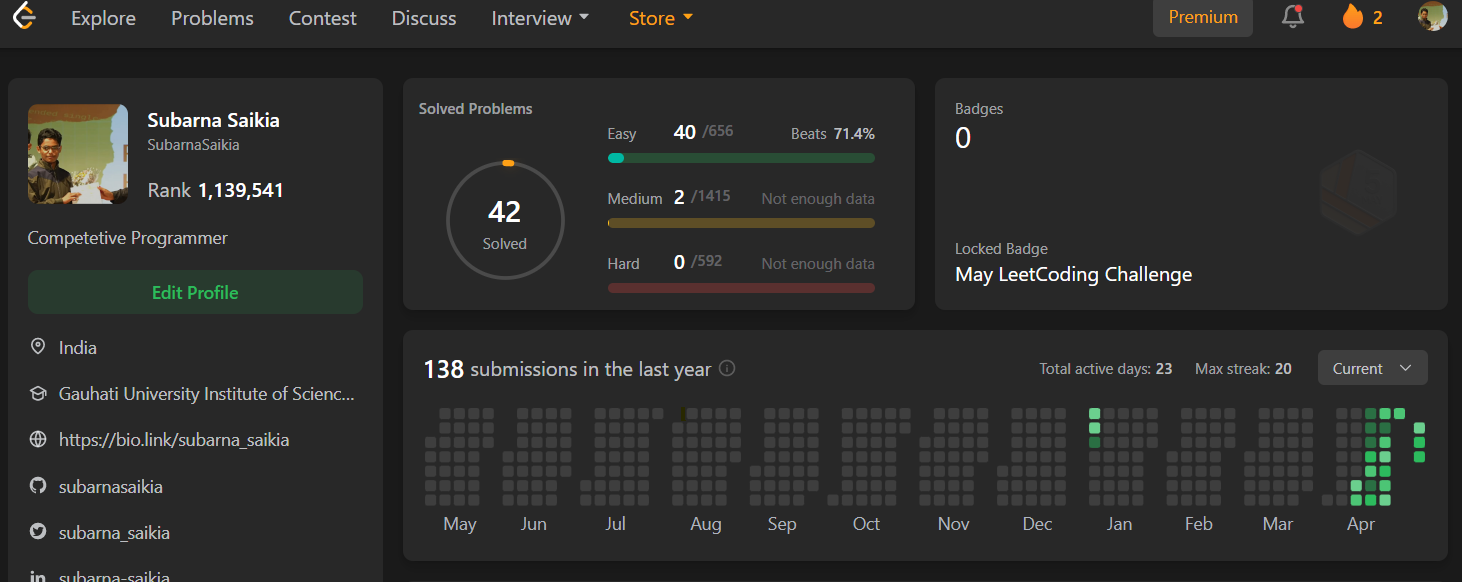 Explore Problems Contest Discuss Interview Store Premium 2
Subarna Saikia
SubarnaSaikia
Rank 1,139,541
Competetive Programmer
Edit Profile
India
Gauhati University Institute of Scienc...
https://bio.link/subarna_saikia
subarnasaikia
subarna_saikia
in subarna-saikia
Solved Problems
42
Solved
Easy 40 /656 Beats 71.4%
Medium 2 /1415 Not enough data
Hard 0 /592 Not enough data
Badges
0
Locked Badge
May LeetCoding Challenge
138 submissions in the last year Total active days: 23 Max streak: 20 Current
May Jun Jul Aug Sep Oct Nov Dec Jan Feb Mar Apr